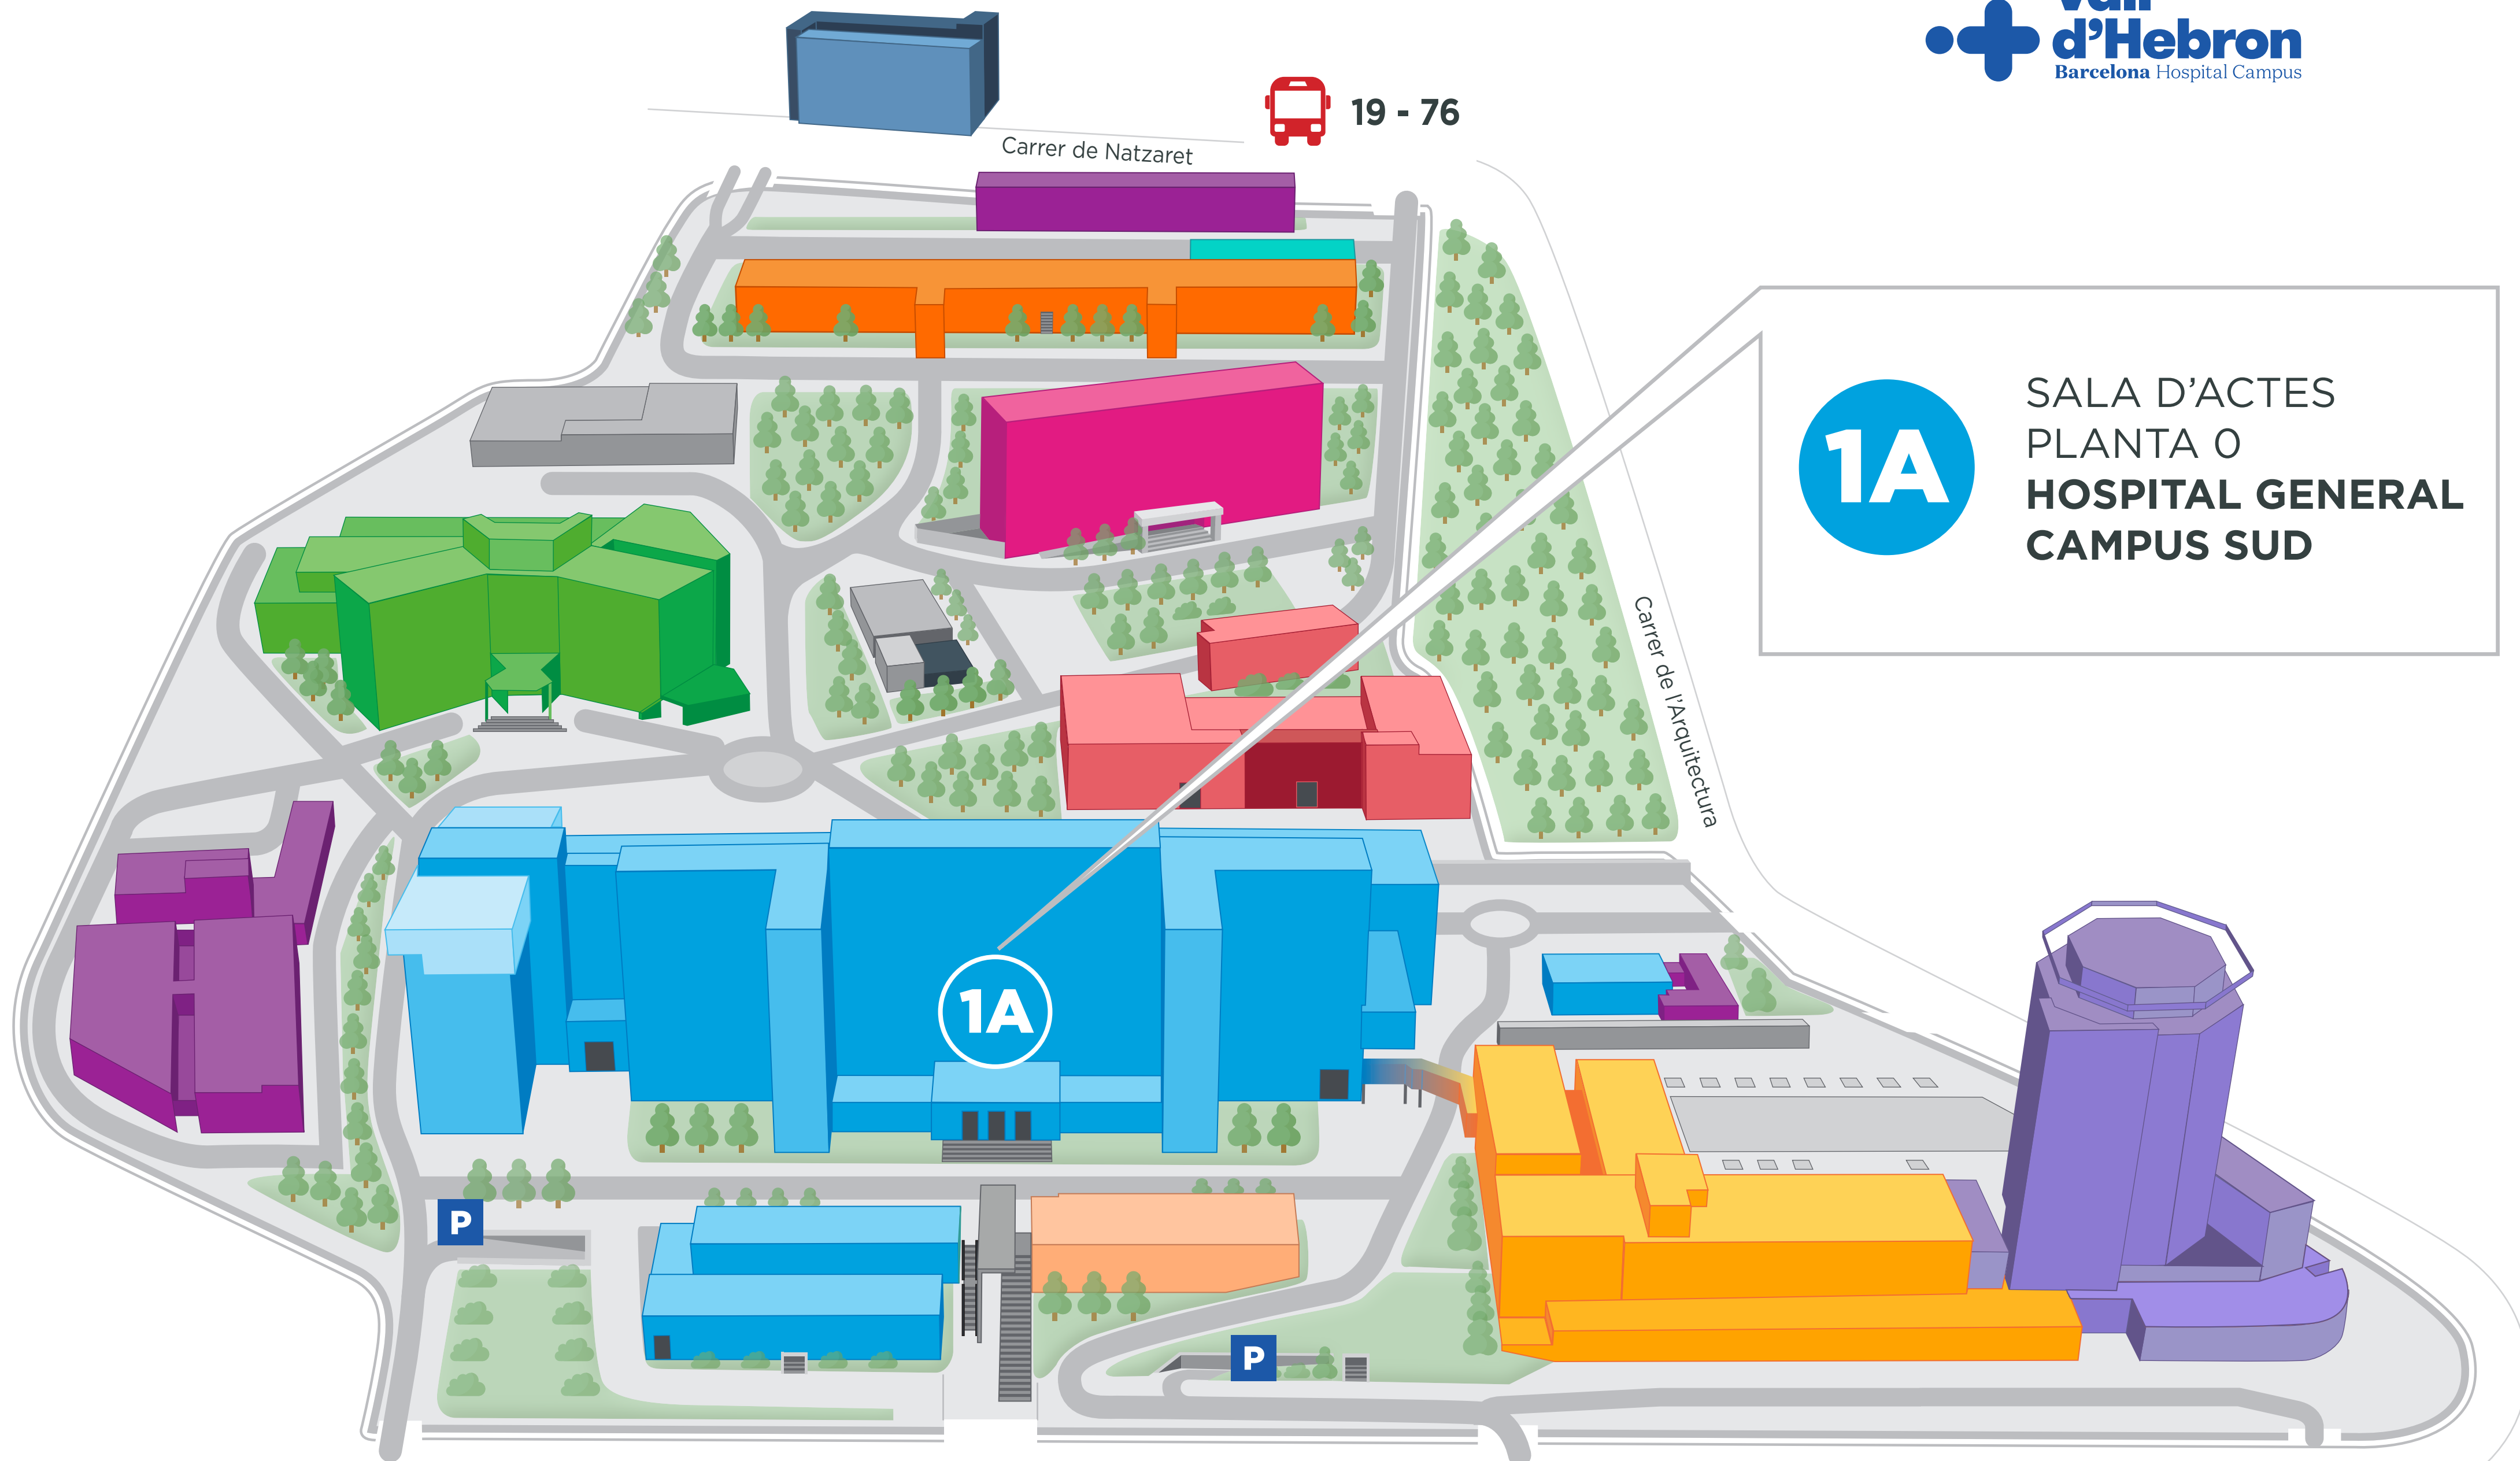 Vall
d'Hebron
Barcelona Hospital Campus
19 - 76
Carrer de Natzaret
1A
SALA D'ACTES
PLANTA 0
HOSPITAL GENERAL
CAMPUS SUD
Carrer de l'Arquitectura
1A
P
P